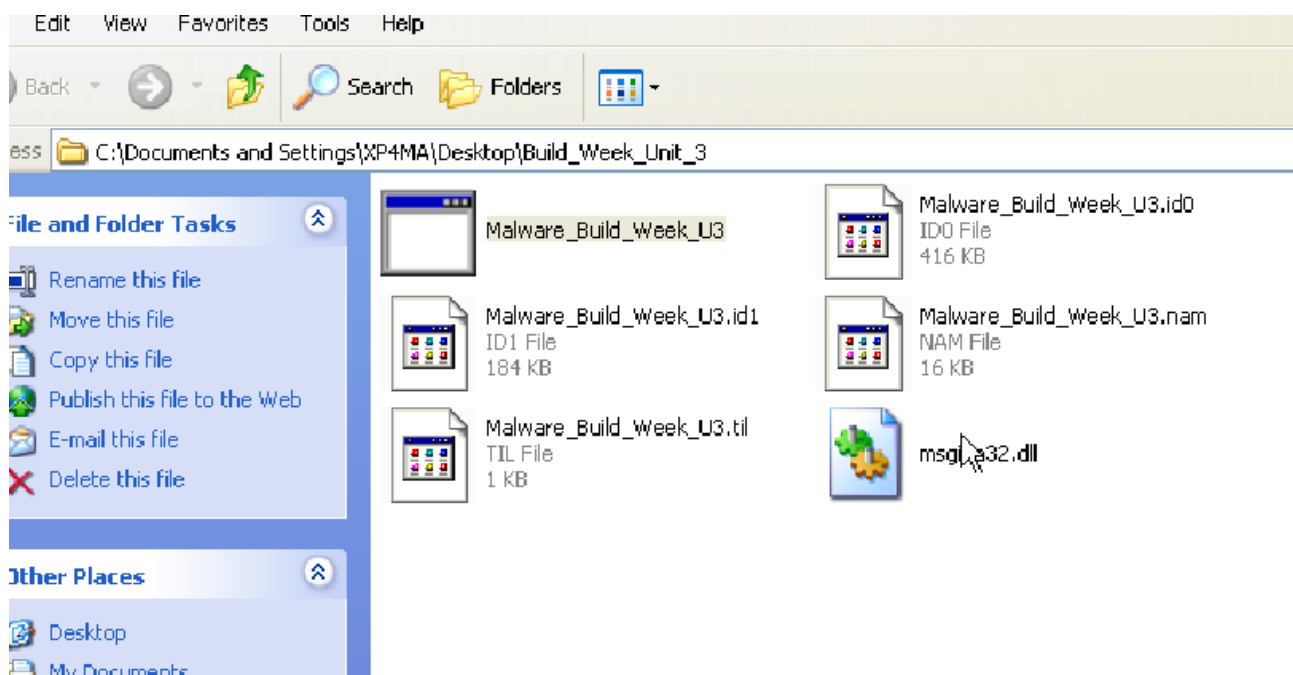 Edit View Favorites Tools Help
Back Search Folders
ess C:\Documents and Settings\XP4MA\Desktop\Build_Week_Unit_3
File and Folder Tasks
Rename this file
Move this file
Copy this file
Publish this file to the Web
E-mail this file
Delete this file
Other Places
Desktop
My Documents
Malware_Build_Week_U3
Malware_Build_Week_U3.id0
ID0 File
416 KB
Malware_Build_Week_U3.id1
ID1 File
184 KB
Malware_Build_Week_U3.nam
NAM File
16 KB
Malware_Build_Week_U3.til
TIL File
1 KB